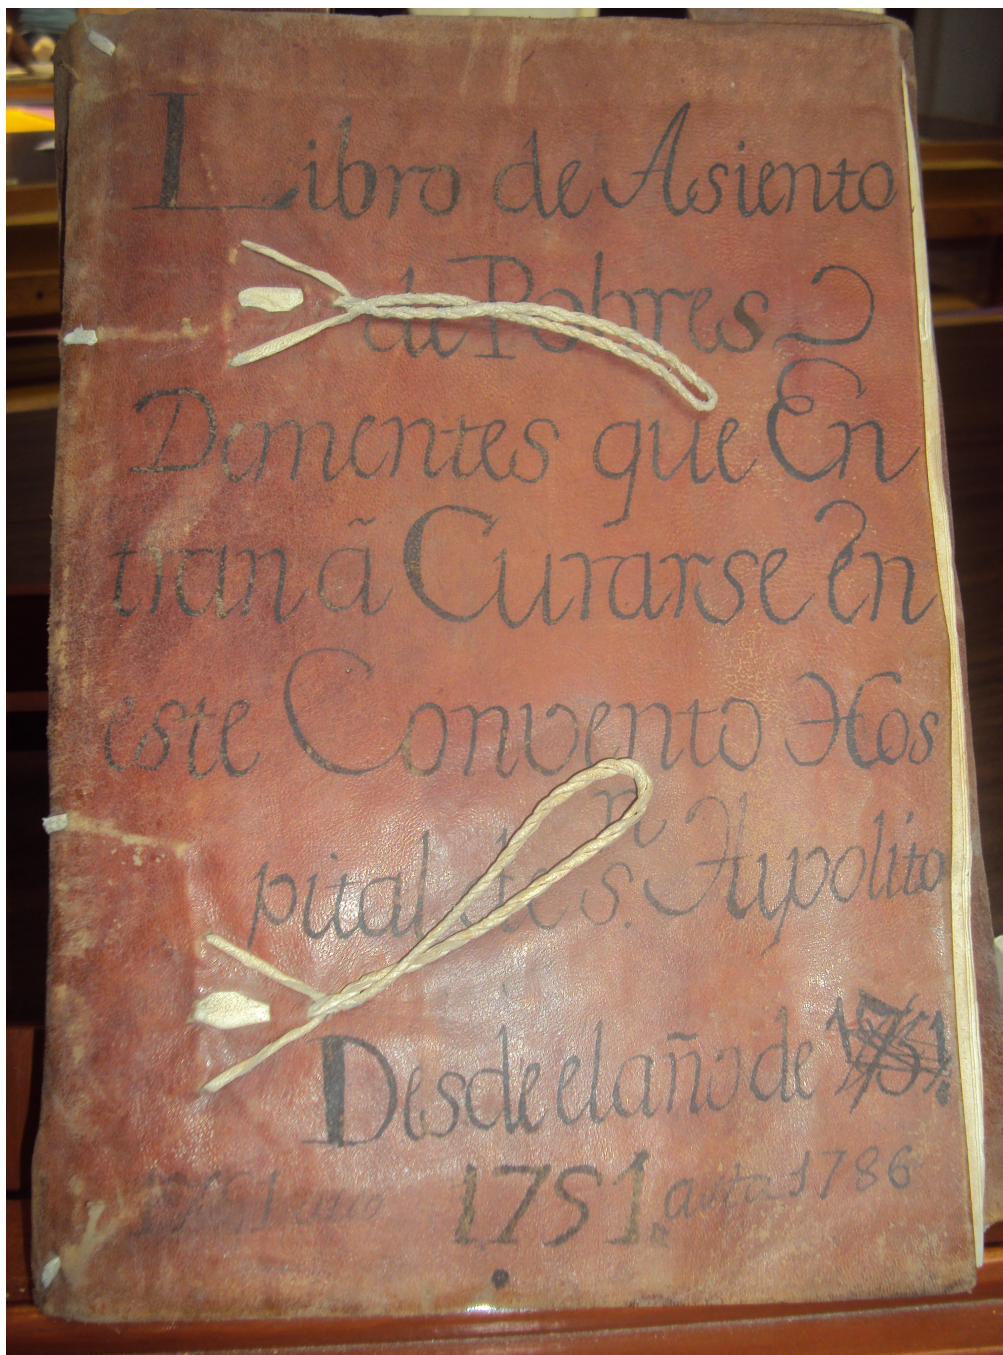 Libro de Asiento
de Pobres
Dementes que En
tran ã Curarse en
este Convento Hos
pital de S.n Hypolito
Desde el año de 1751
1751 asta 1786